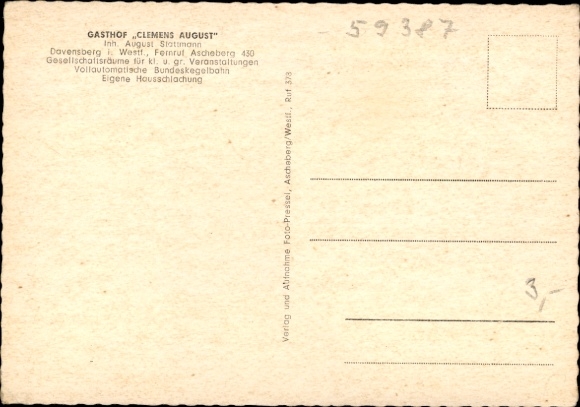 59387
GASTHOF „CLEMENS AUGUST"
Inh. August Stattmann
Davensberg i. Westf., Fernruf Ascheberg 430
Gesellschaftsräume für kl. u. gr. Veranstaltungen
Vollautomatische Bundeskegelbahn
Eigene Hausschlachtung
Verlag und Aufnahme Foto-Pressel, Ascheberg/Westf., Ruf 378
3,-